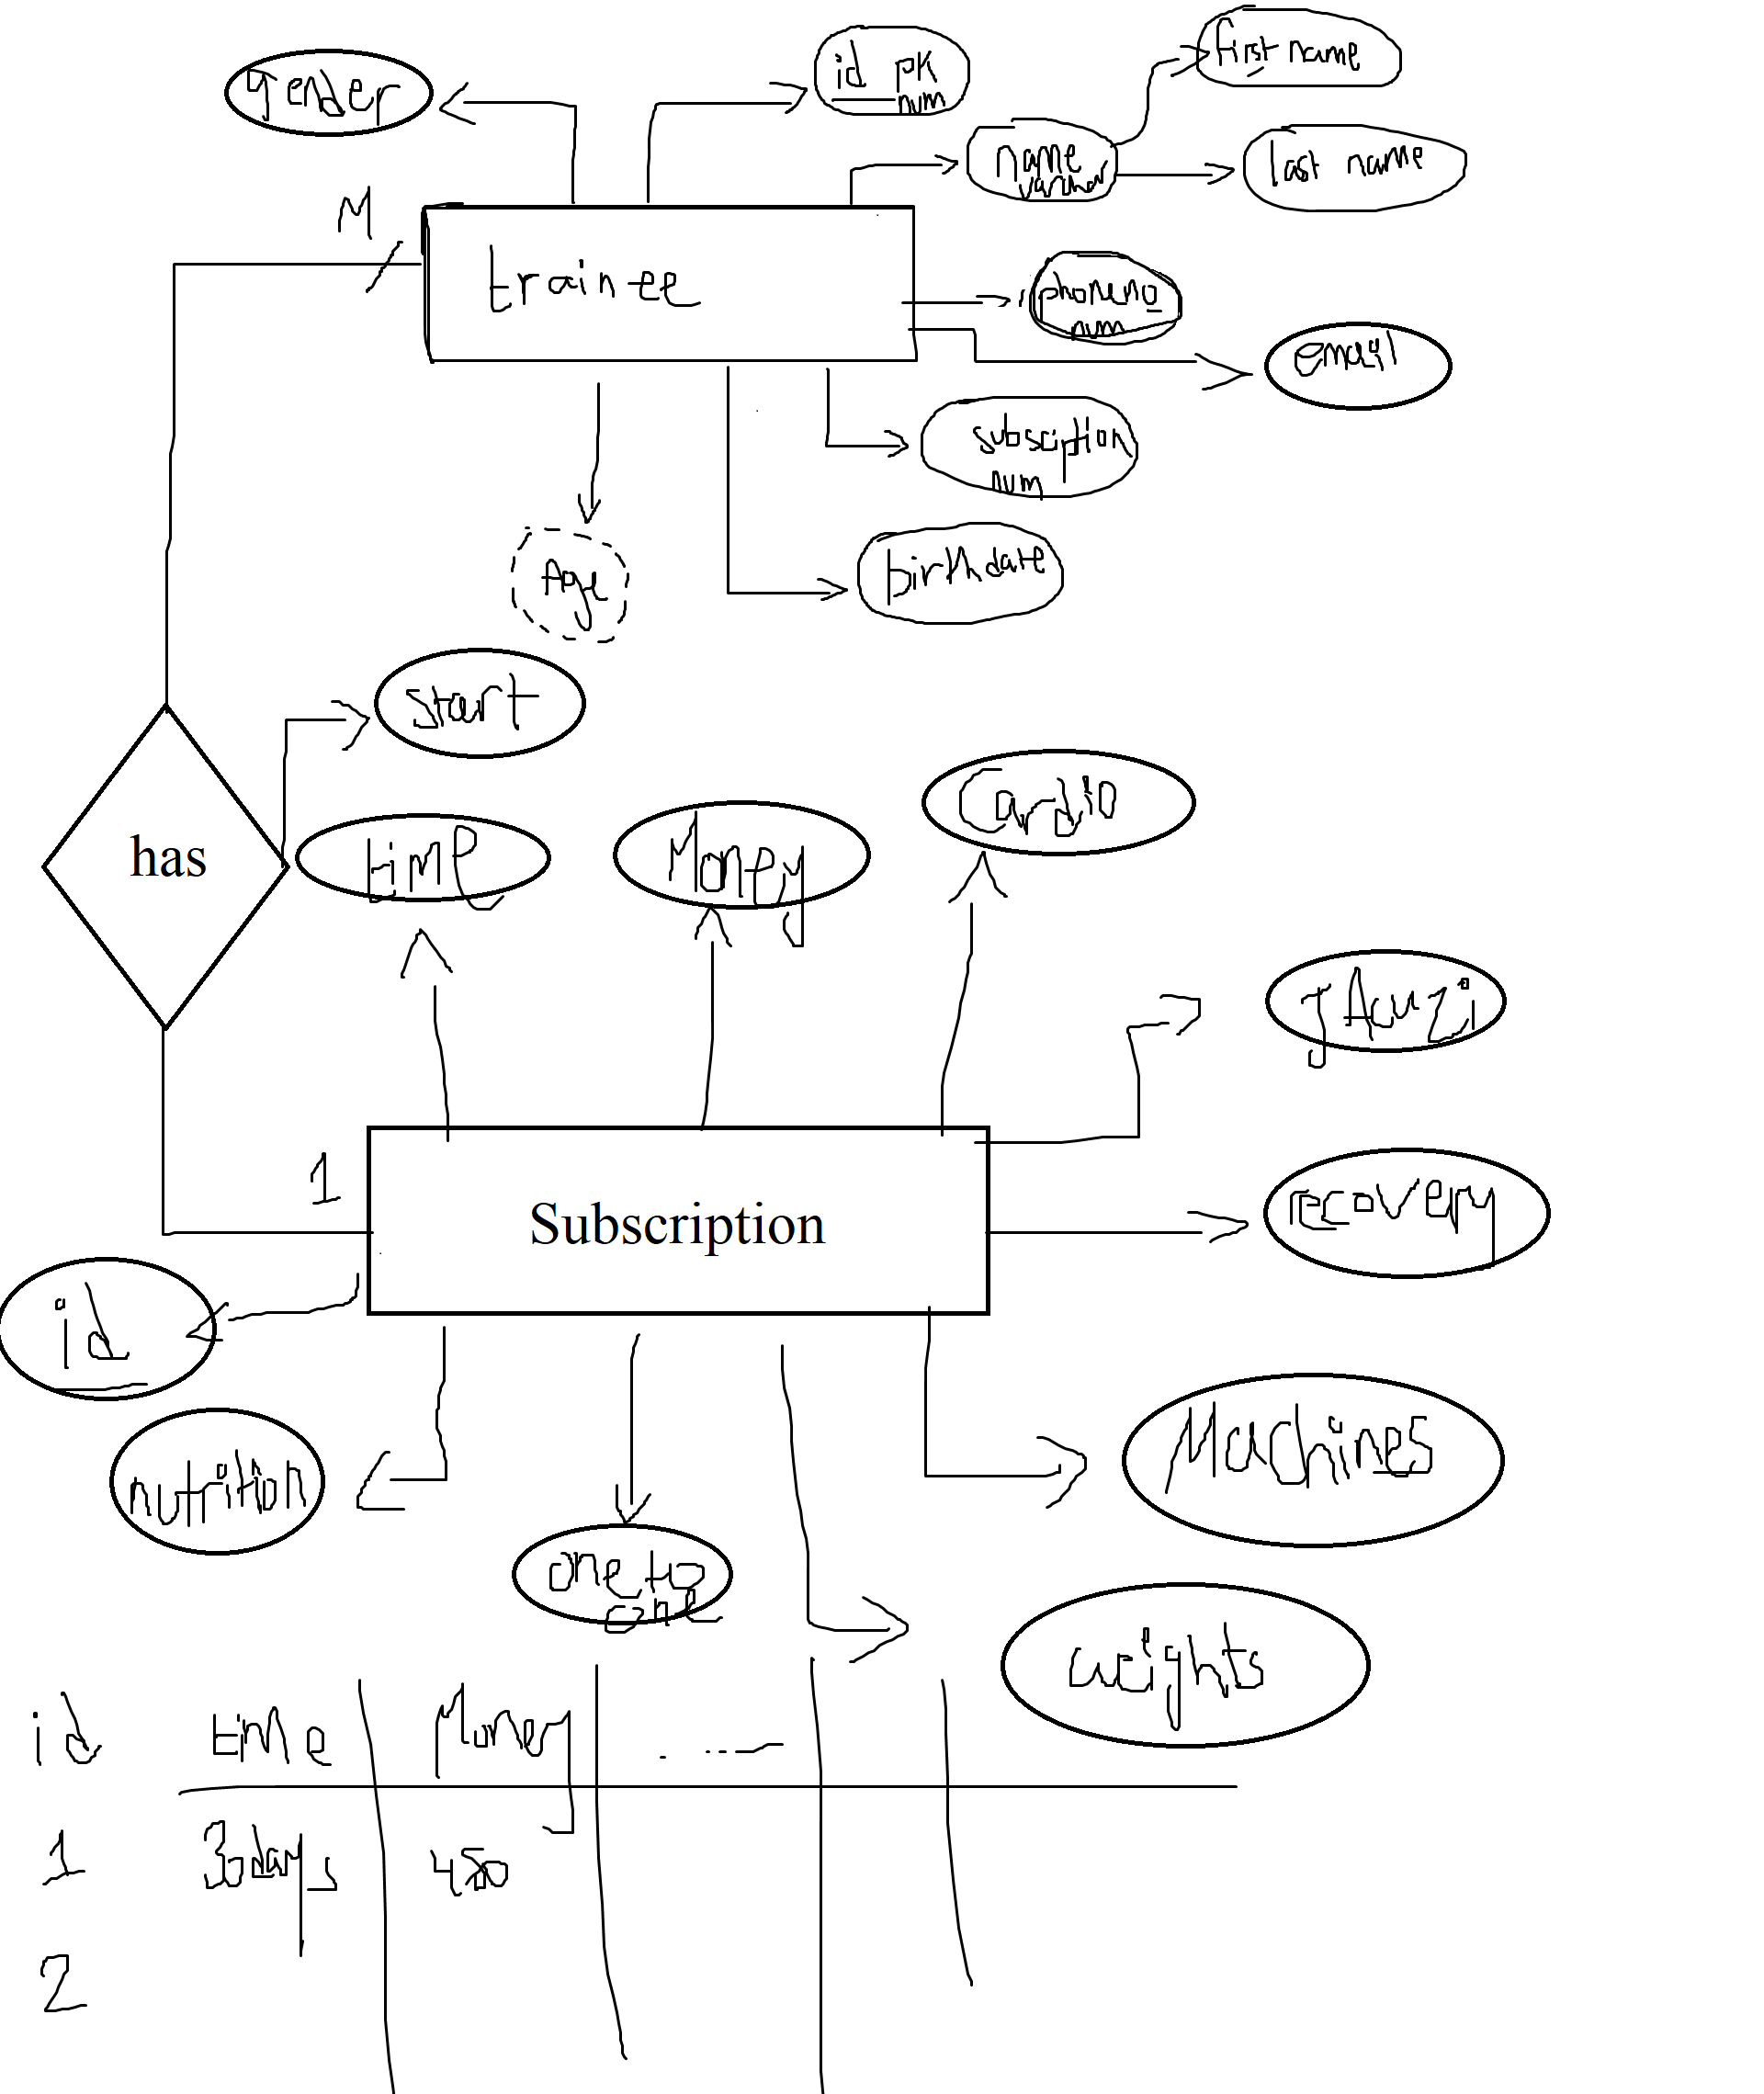 gender
id pk
num
first name
name
varchar
last name
M
trainee
phoneno
num
email
subsciption
num
Age
birthdate
start
has
time
Money
Cardio
JAcuzi
1
Subscription
recovery
id
nutrition
one to
one
Machines
weights
id time Money . .. —
1 30days 450
2